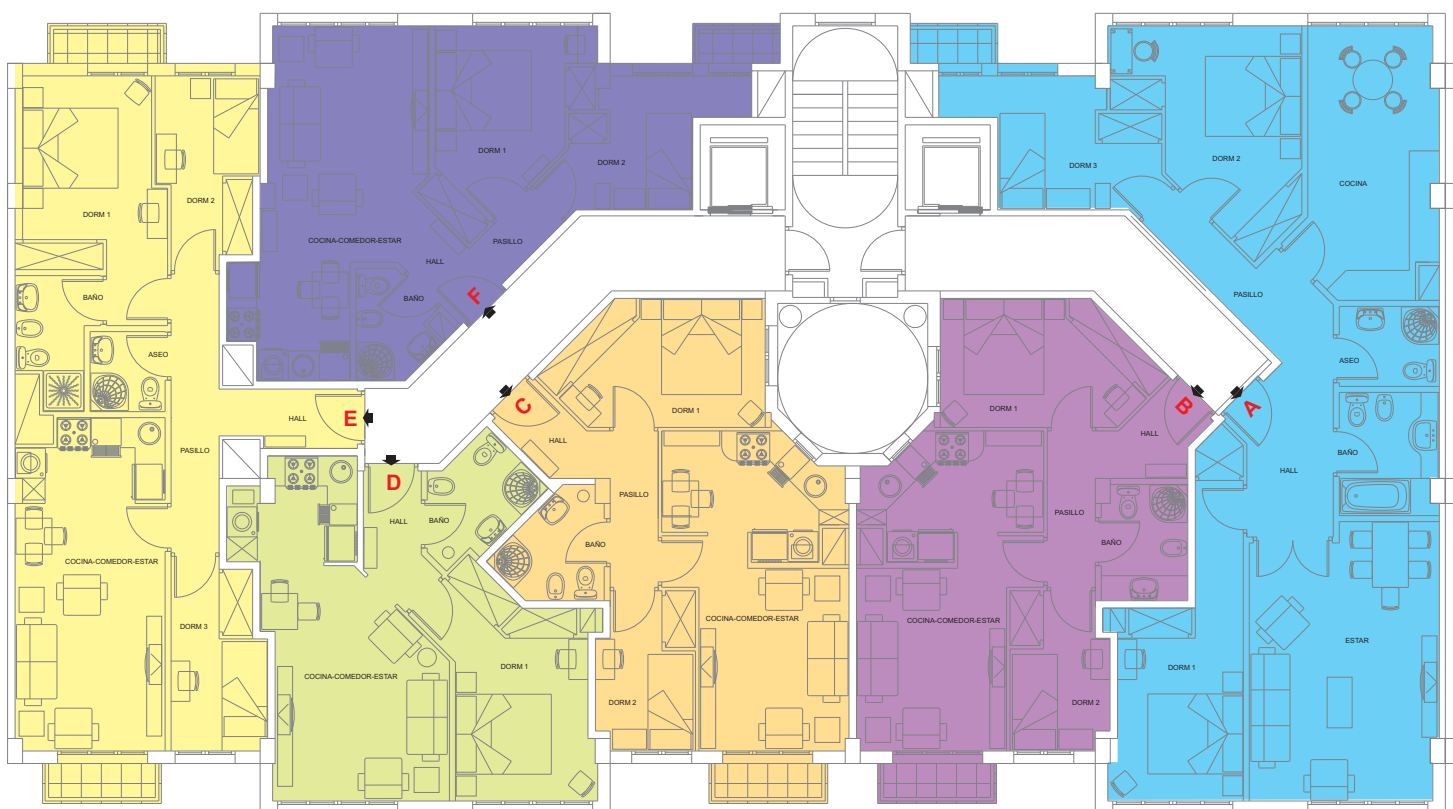 DORM 1
DORM 2
BAÑO
ASEO
HALL
E
PASILLO
COCINA-COMEDOR-ESTAR
DORM 3
COCINA-COMEDOR-ESTAR
DORM 1
DORM 2
PASILLO
HALL
BAÑO
F
D
HALL
BAÑO
COCINA-COMEDOR-ESTAR
DORM 1
C
HALL
DORM 1
PASILLO
BAÑO
COCINA-COMEDOR-ESTAR
DORM 2
B
HALL
DORM 1
PASILLO
BAÑO
COCINA-COMEDOR-ESTAR
DORM 2
A
DORM 3
DORM 2
COCINA
PASILLO
ASEO
BAÑO
HALL
DORM 1
ESTAR